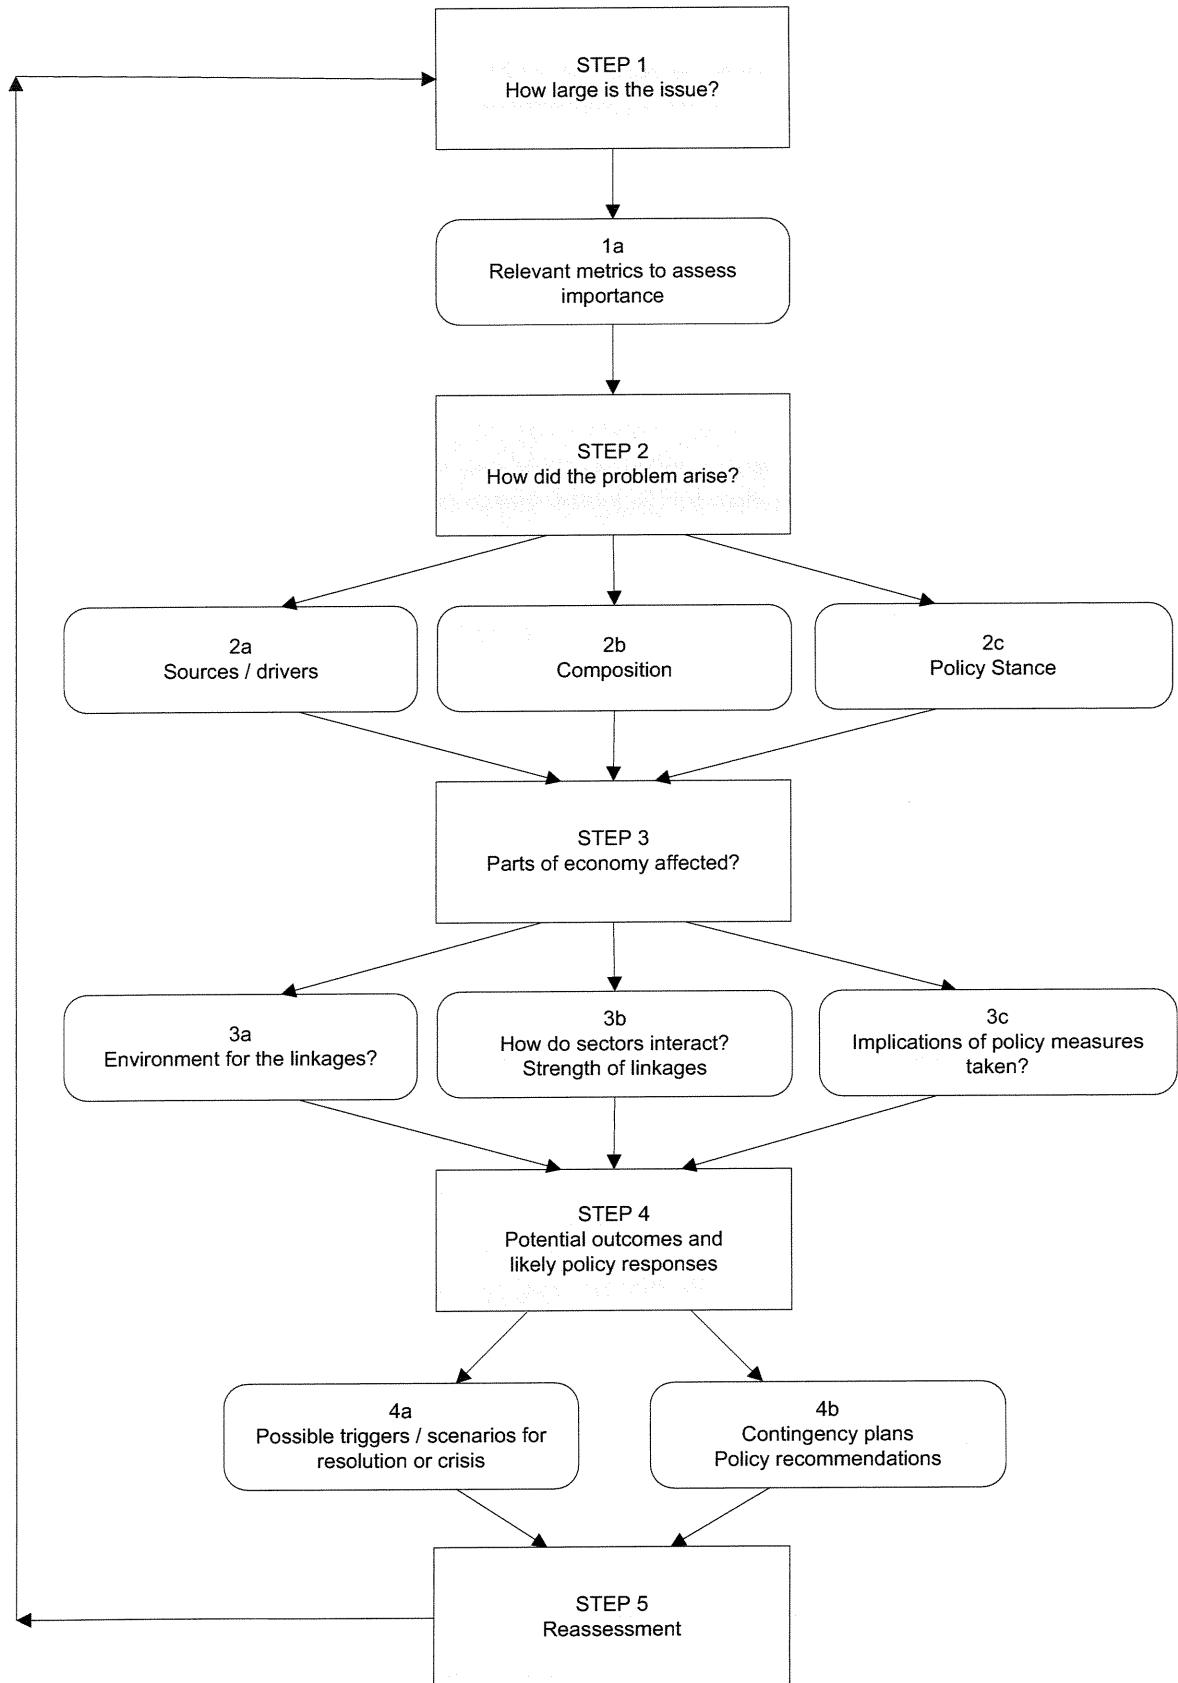 STEP 1
How large is the issue?
1a
Relevant metrics to assess
importance
STEP 2
How did the problem arise?
2a
Sources / drivers
2b
Composition
2c
Policy Stance
STEP 3
Parts of economy affected?
3a
Environment for the linkages?
3b
How do sectors interact?
Strength of linkages
3c
Implications of policy measures
taken?
STEP 4
Potential outcomes and
likely policy responses
4a
Possible triggers / scenarios for
resolution or crisis
4b
Contingency plans
Policy recommendations
STEP 5
Reassessment